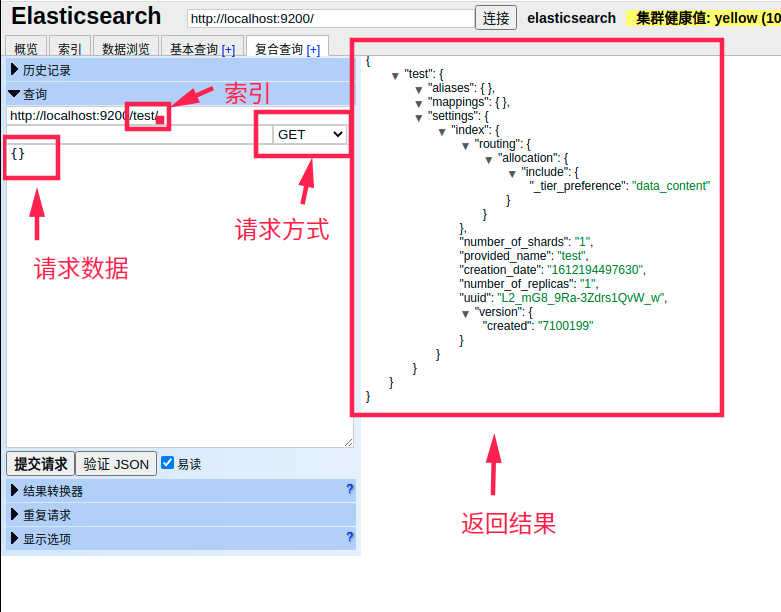 Elasticsearch http://localhost:9200/ 连接 elasticsearch 集群健康值: yellow (10
概览 索引 数据浏览 基本查询 [+] 复合查询 [+]
历史记录
查询
索引
http://localhost:9200/test/
GET
{}
请求方式
请求数据
{
"test": {
"aliases": { },
"mappings": { },
"settings": {
"index": {
"routing": {
"allocation": {
"include": {
"_tier_preference": "data_content"
}
}
},
"number_of_shards": "1",
"provided_name": "test",
"creation_date": "1612194497630",
"number_of_replicas": "1",
"uuid": "L2_mG8_9Ra-3Zdrs1QvW_w",
"version": {
"created": "7100199"
}
}
}
}
}
返回结果
提交请求 验证 JSON 易读
结果转换器 ?
重复请求
显示选项 ?